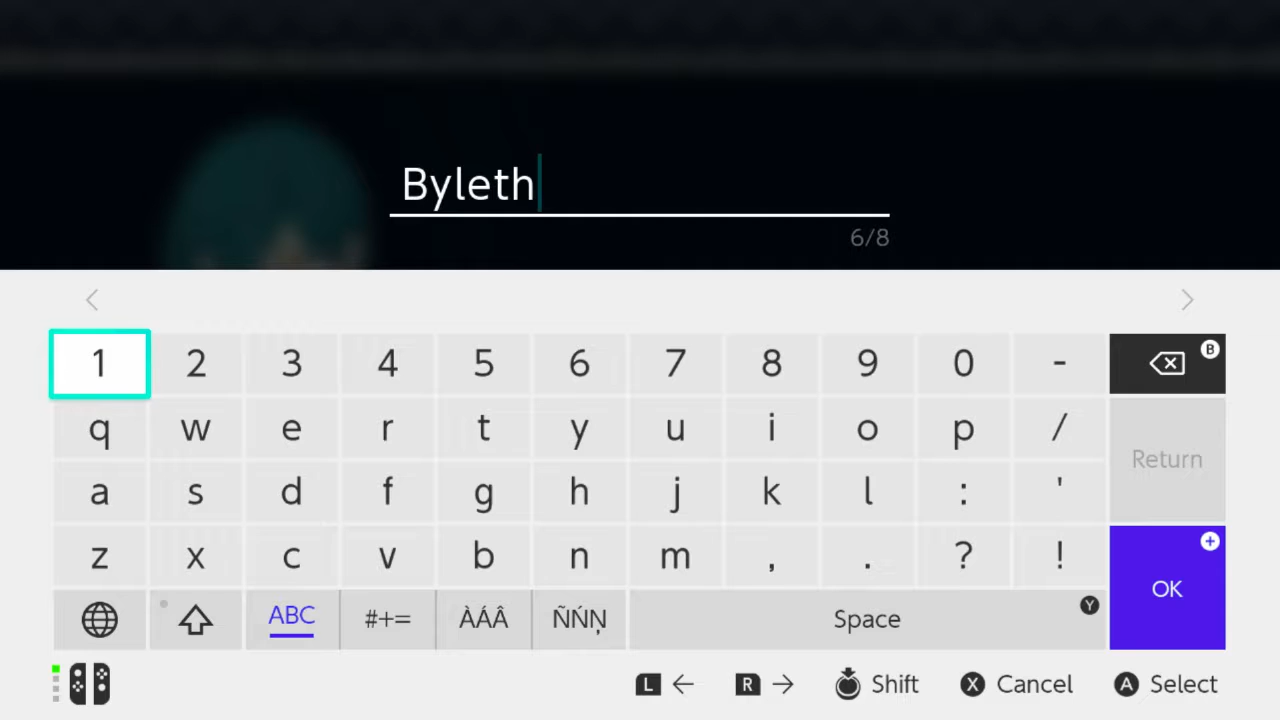 Byleth
6/8
1 2 3 4 5 6 7 8 9 0 - B
q w e r t y u i o p /
Return
a s d f g h j k l : '
z x c v b n m , . ? ! +
OK
ABC #+= ÀÁÂ ÑŃŅ Space Y
L ← R → Shift X Cancel A Select